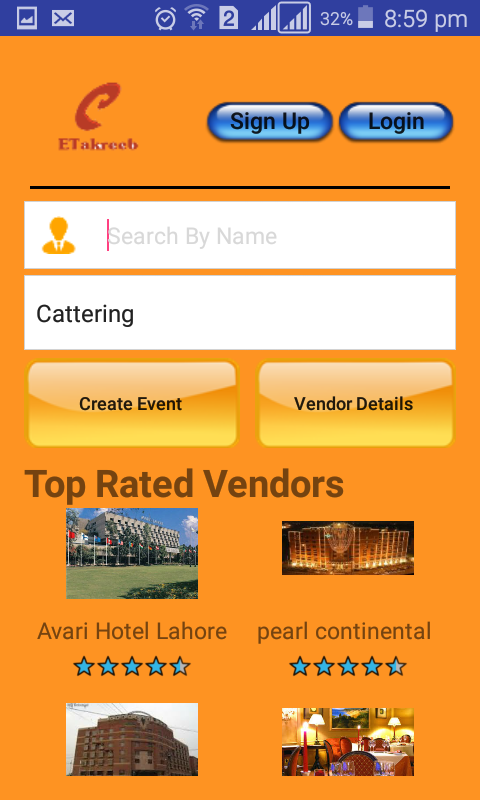 2
32%
8:59 pm
ETakreeb
Sign Up
Login
Search By Name
Cattering
Create Event
Vendor Details
Top Rated Vendors
Avari Hotel Lahore
pearl continental